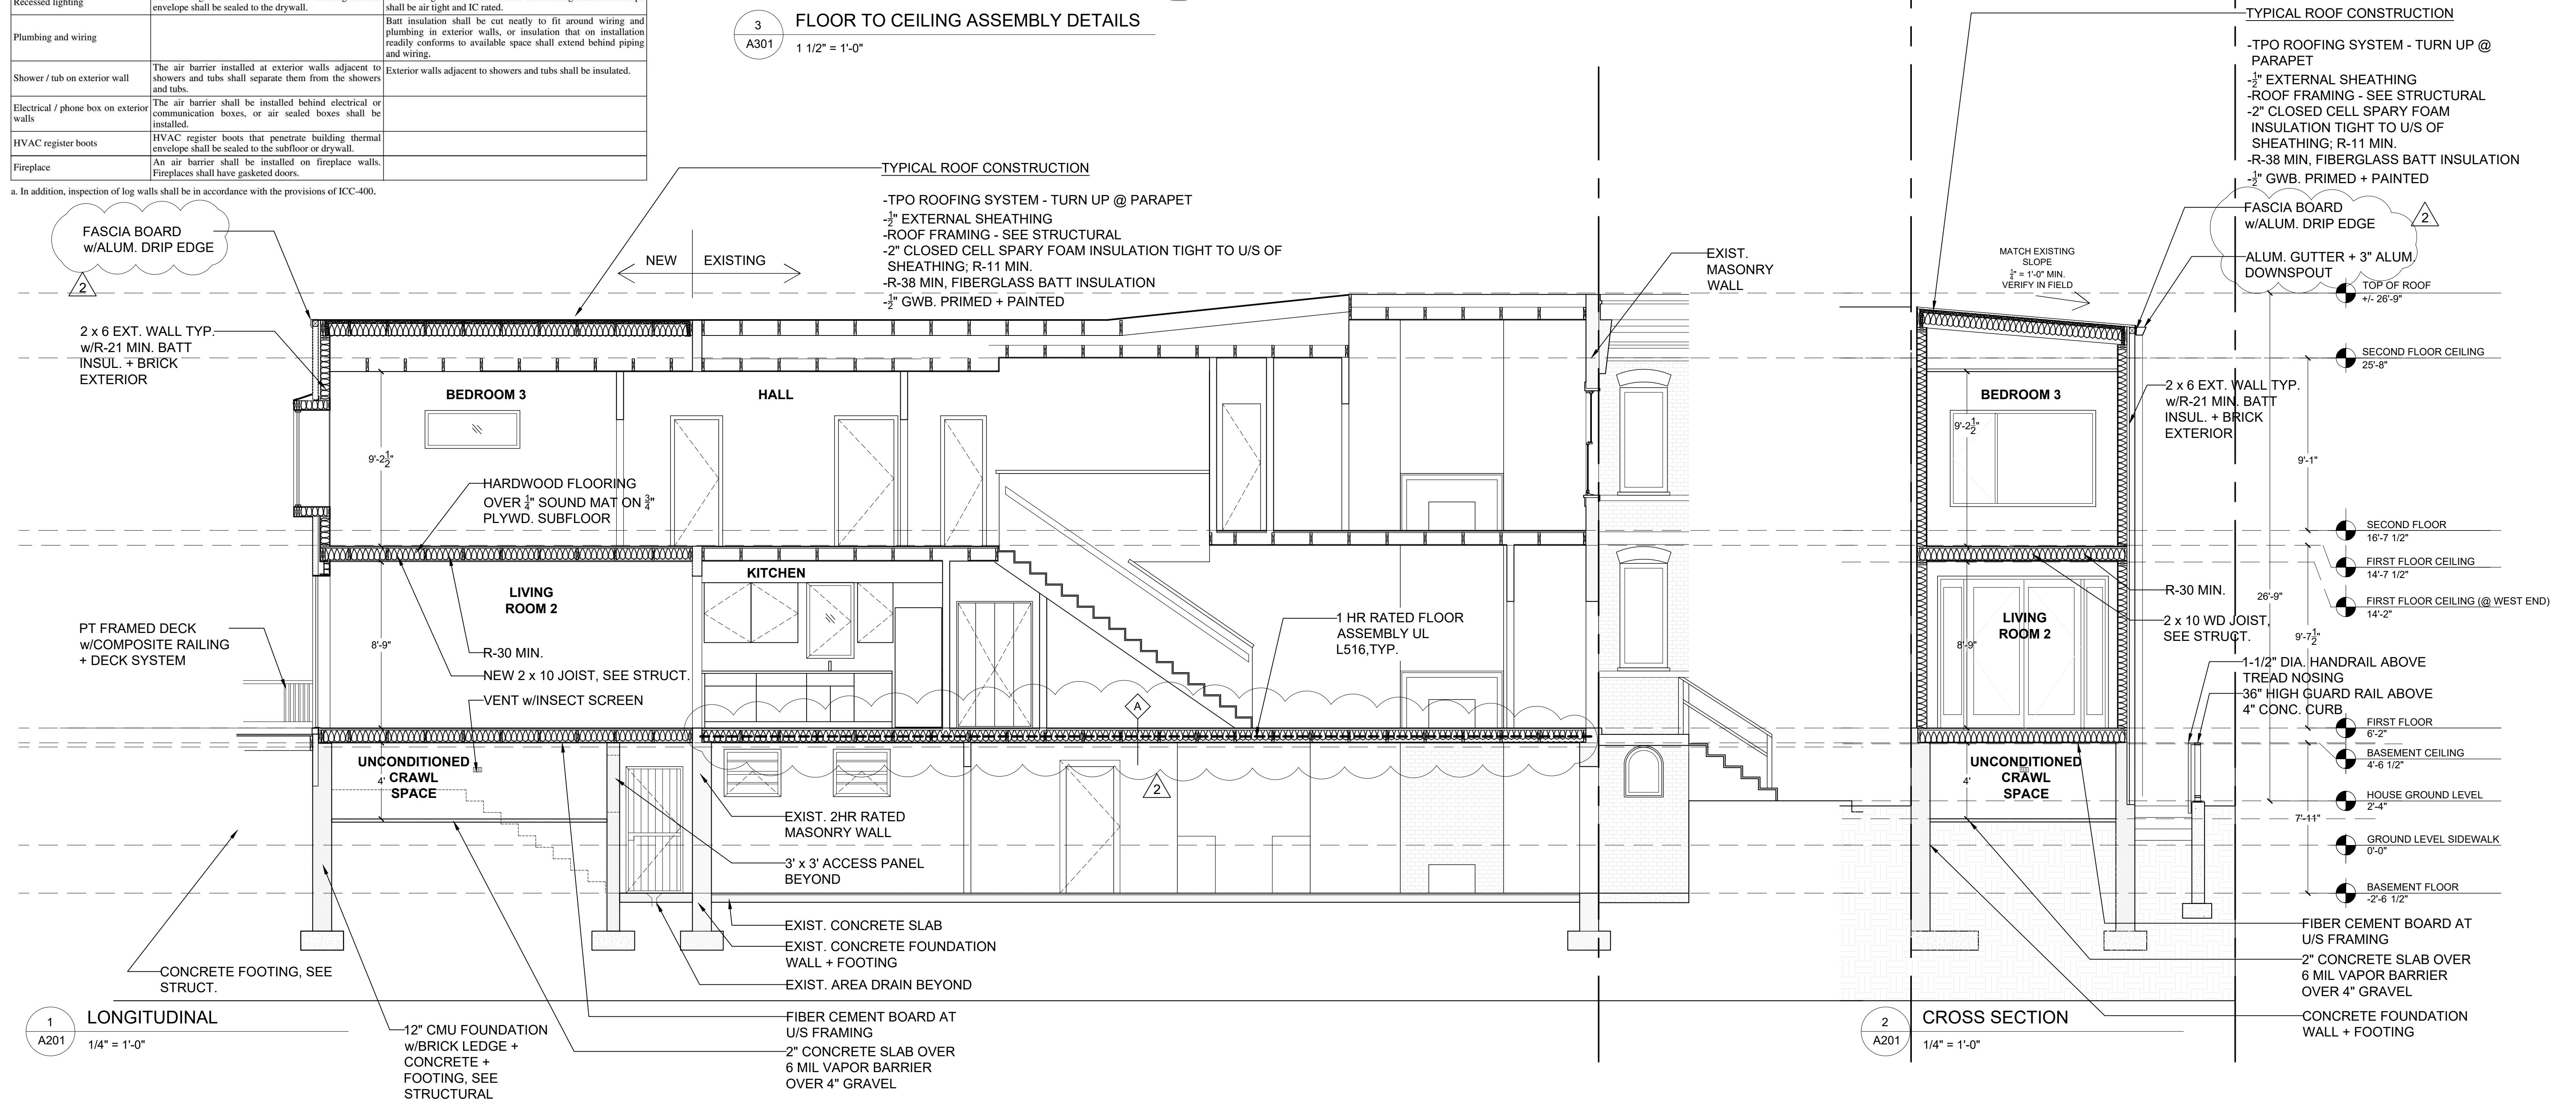 Recessed lighting
envelope shall be sealed to the drywall.
shall be air tight and IC rated.
Plumbing and wiring
Batt insulation shall be cut neatly to fit around wiring and
plumbing in exterior walls, or insulation that on installation
readily conforms to available space shall extend behind piping
and wiring.
Shower / tub on exterior wall
The air barrier installed at exterior walls adjacent to
showers and tubs shall separate them from the showers
and tubs.
Exterior walls adjacent to showers and tubs shall be insulated.
Electrical / phone box on exterior
walls
The air barrier shall be installed behind electrical or
communication boxes, or air sealed boxes shall be
installed.
HVAC register boots
HVAC register boots that penetrate building thermal
envelope shall be sealed to the subfloor or drywall.
Fireplace
An air barrier shall be installed on fireplace walls.
Fireplaces shall have gasketed doors.
a. In addition, inspection of log walls shall be in accordance with the provisions of ICC-400.
3
A301
FLOOR TO CEILING ASSEMBLY DETAILS
1 1/2" = 1'-0"
FASCIA BOARD
w/ALUM. DRIP EDGE
2
2 x 6 EXT. WALL TYP.
w/R-21 MIN. BATT
INSUL. + BRICK
EXTERIOR
PT FRAMED DECK
w/COMPOSITE RAILING
+ DECK SYSTEM
NEW
EXISTING
TYPICAL ROOF CONSTRUCTION
-TPO ROOFING SYSTEM - TURN UP @ PARAPET
-1/2" EXTERNAL SHEATHING
-ROOF FRAMING - SEE STRUCTURAL
-2" CLOSED CELL SPARY FOAM INSULATION TIGHT TO U/S OF
SHEATHING; R-11 MIN.
-R-38 MIN, FIBERGLASS BATT INSULATION
-1/2" GWB. PRIMED + PAINTED
EXIST.
MASONRY
WALL
BEDROOM 3
HALL
9'-2 1/2"
HARDWOOD FLOORING
OVER 1/4" SOUND MAT ON 3/4"
PLYWD. SUBFLOOR
KITCHEN
LIVING
ROOM 2
8'-9"
R-30 MIN.
NEW 2 x 10 JOIST, SEE STRUCT.
VENT w/INSECT SCREEN
1 HR RATED FLOOR
ASSEMBLY UL
L516,TYP.
A
2
UNCONDITIONED
CRAWL
SPACE
4'
EXIST. 2HR RATED
MASONRY WALL
3' x 3' ACCESS PANEL
BEYOND
EXIST. CONCRETE SLAB
EXIST. CONCRETE FOUNDATION
WALL + FOOTING
EXIST. AREA DRAIN BEYOND
FIBER CEMENT BOARD AT
U/S FRAMING
2" CONCRETE SLAB OVER
6 MIL VAPOR BARRIER
OVER 4" GRAVEL
CONCRETE FOOTING, SEE
STRUCT.
12" CMU FOUNDATION
w/BRICK LEDGE +
CONCRETE +
FOOTING, SEE
STRUCTURAL
1
A201
LONGITUDINAL
1/4" = 1'-0"
TYPICAL ROOF CONSTRUCTION
-TPO ROOFING SYSTEM - TURN UP @
PARAPET
-1/2" EXTERNAL SHEATHING
-ROOF FRAMING - SEE STRUCTURAL
-2" CLOSED CELL SPARY FOAM
INSULATION TIGHT TO U/S OF
SHEATHING; R-11 MIN.
-R-38 MIN, FIBERGLASS BATT INSULATION
-1/2" GWB. PRIMED + PAINTED
FASCIA BOARD
w/ALUM. DRIP EDGE
2
ALUM. GUTTER + 3" ALUM.
DOWNSPOUT
MATCH EXISTING
SLOPE
1/4" = 1'-0" MIN.
VERIFY IN FIELD
TOP OF ROOF
+/- 26'-9"
SECOND FLOOR CEILING
25'-8"
BEDROOM 3
9'-2 1/2"
2 x 6 EXT. WALL TYP.
w/R-21 MIN. BATT
INSUL. + BRICK
EXTERIOR
9'-1"
SECOND FLOOR
16'-7 1/2"
FIRST FLOOR CEILING
14'-7 1/2"
R-30 MIN.
26'-9"
FIRST FLOOR CEILING (@ WEST END)
14'-2"
LIVING
ROOM 2
8'-9"
2 x 10 WD JOIST,
SEE STRUCT.
9'-7 1/2"
1-1/2" DIA. HANDRAIL ABOVE
TREAD NOSING
36" HIGH GUARD RAIL ABOVE
4" CONC. CURB
FIRST FLOOR
6'-2"
BASEMENT CEILING
4'-6 1/2"
UNCONDITIONED
CRAWL
SPACE
4'
HOUSE GROUND LEVEL
2'-4"
7'-11"
GROUND LEVEL SIDEWALK
0'-0"
BASEMENT FLOOR
-2'-6 1/2"
FIBER CEMENT BOARD AT
U/S FRAMING
2" CONCRETE SLAB OVER
6 MIL VAPOR BARRIER
OVER 4" GRAVEL
CONCRETE FOUNDATION
WALL + FOOTING
2
A201
CROSS SECTION
1/4" = 1'-0"